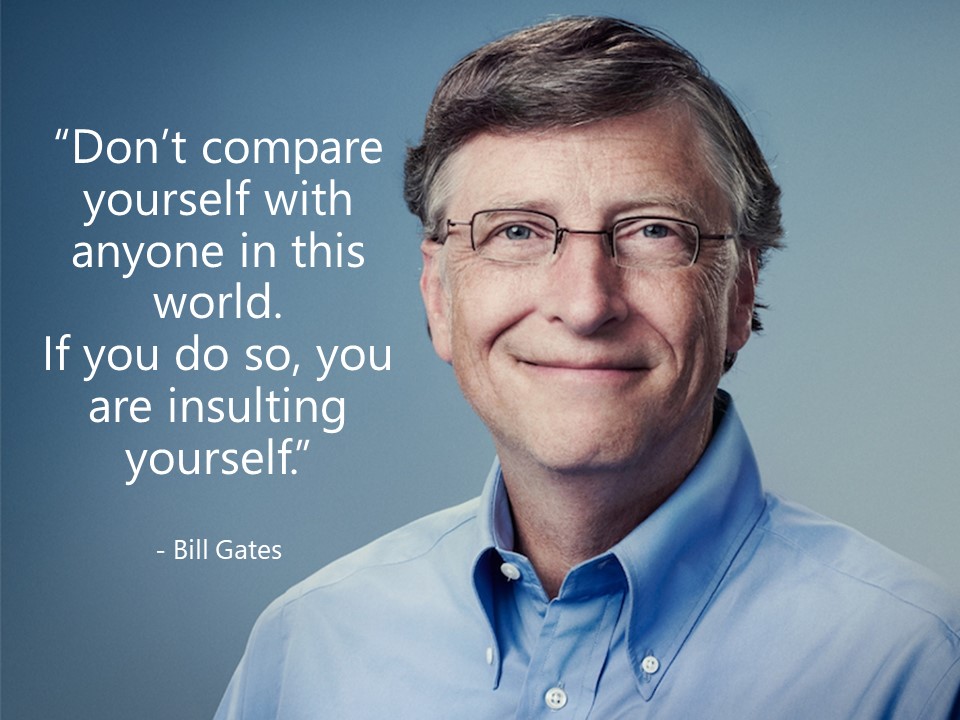 “Don’t compare
yourself with
anyone in this
world.
If you do so, you
are insulting
yourself.”
- Bill Gates